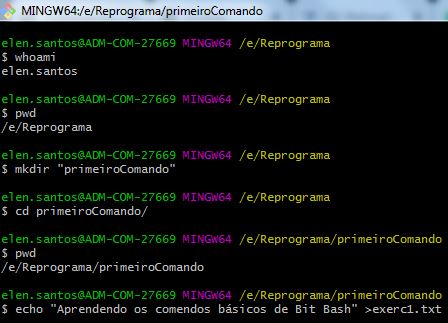 MINGW64:/e/Reprograma/primeiroComando
elen.santos@ADM-COM-27669 MINGW64 /e/Reprograma
$ whoami
elen.santos
elen.santos@ADM-COM-27669 MINGW64 /e/Reprograma
$ pwd
/e/Reprograma
elen.santos@ADM-COM-27669 MINGW64 /e/Reprograma
$ mkdir "primeiroComando"
elen.santos@ADM-COM-27669 MINGW64 /e/Reprograma
$ cd primeiroComando/
elen.santos@ADM-COM-27669 MINGW64 /e/Reprograma/primeiroComando
$ pwd
/e/Reprograma/primeiroComando
elen.santos@ADM-COM-27669 MINGW64 /e/Reprograma/primeiroComando
$ echo "Aprendendo os comendos básicos de Bit Bash" >exerc1.txt